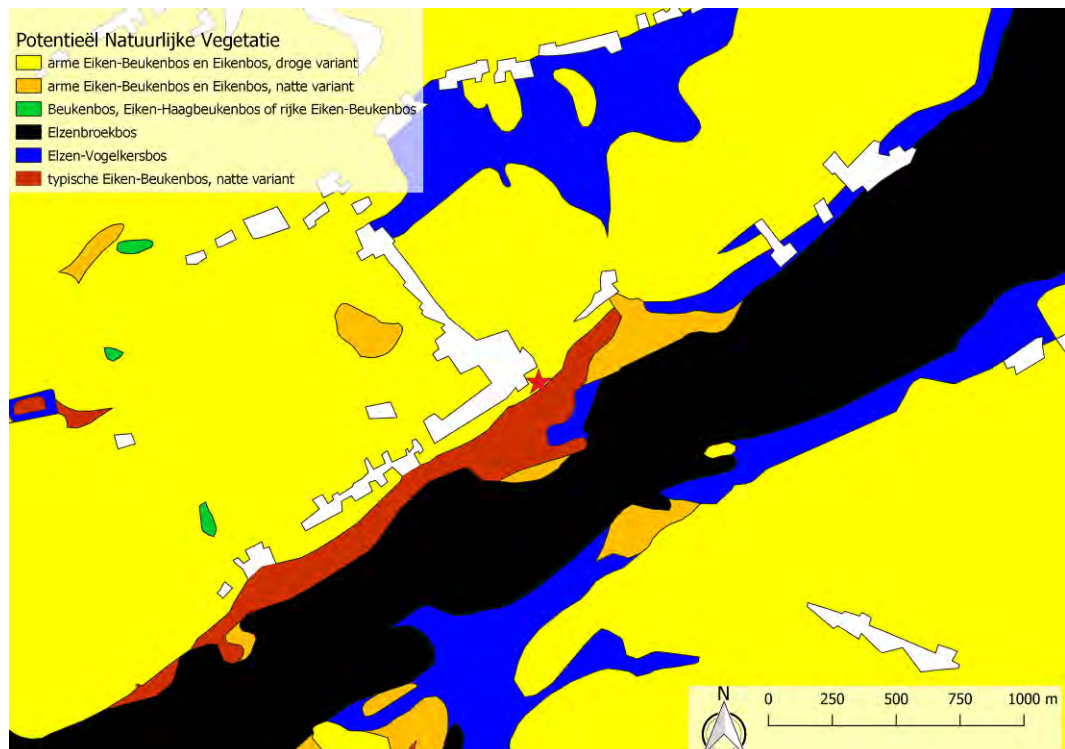 Potentieël Natuurlijke Vegetatie
arme Eiken-Beukenbos en Eikenbos, droge variant
arme Eiken-Beukenbos en Eikenbos, natte variant
Beukenbos, Eiken-Haagbeukenbos of rijke Eiken-Beukenbos
Elzenbroekbos
Elzen-Vogelkersbos
typische Eiken-Beukenbos, natte variant
N
0 250 500 750 1000 m